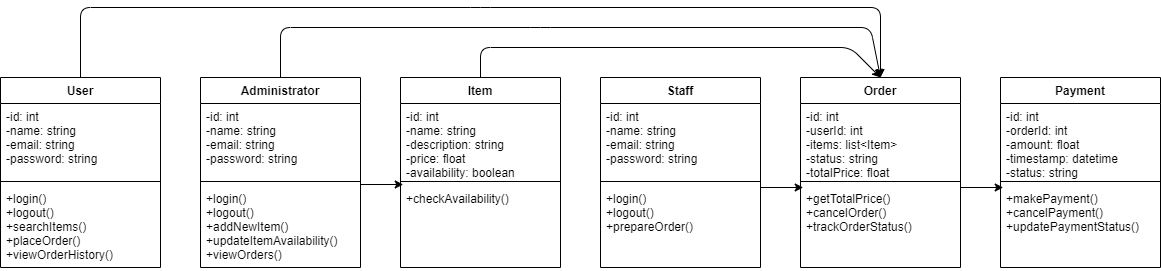 User
-id: int
-name: string
-email: string
-password: string
+login()
+logout()
+searchItems()
+placeOrder()
+viewOrderHistory()
Administrator
-id: int
-name: string
-email: string
-password: string
+login()
+logout()
+addNewItem()
+updateItemAvailability()
+viewOrders()
Item
-id: int
-name: string
-description: string
-price: float
-availability: boolean
+checkAvailability()
Staff
-id: int
-name: string
-email: string
-password: string
+login()
+logout()
+prepareOrder()
Order
-id: int
-userId: int
-items: list<Item>
-status: string
-totalPrice: float
+getTotalPrice()
+cancelOrder()
+trackOrderStatus()
Payment
-id: int
-orderId: int
-amount: float
-timestamp: datetime
-status: string
+makePayment()
+cancelPayment()
+updatePaymentStatus()